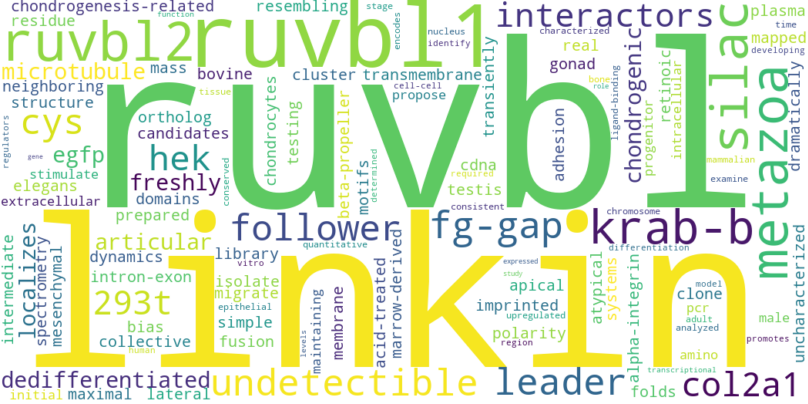 chondrogenesis-related
resembling
stage
encodes
nucleus
identify
interactors
characterized
plasma
time
developing
function
residue
ruvbl2
ruvbl1
real
mapped
silac
microtubule
mass
bovine
cluster
transmembrane
gonad
neighboring
structure
tissue
cell-cell
propose
transiently
bone
role
ligand-binding
chondrogenic
progenitor
retinoic
intracellular
dramatically
metazoa
ruvbl
cys
ortholog
candidates
chondrocytes
testing
beta-propeller
motifs
determined
cdna
required
testis
adhesion
mammalian
examine
regulators
gene
egfp
hek
conserved
stimulate
elegans
freshly
extracellular
domains
consistent
chromosome
prepared
linkin
follower
fg-gap
krab-b
intermediate
localizes
spectrometry
mesenchymal
articular
dynamics
library
quantitative
vitro
differentiation
uncharacterized
intron-exon
isolate
migrate
epithelial
levels
maintaining
membrane
acid-treated
marrow-derived
expressed
study
upregulated
region
apical
imprinted
polarity
atypical
systems
alpha-integrin
model
clone
pcr
adult
analyzed
male
promotes
293t
bias
simple
collective
fusion
human
amino
transcriptional
dedifferentiated
undetectable
leader
folds
col2a1
initial
maximal
lateral